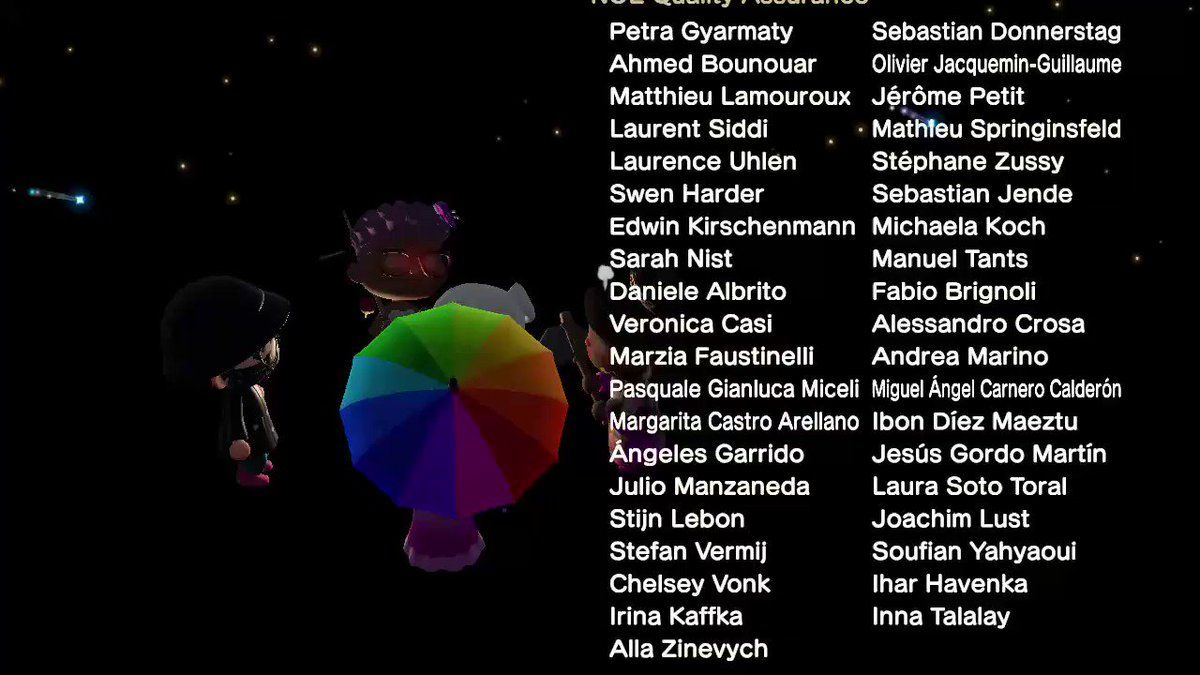 NOE Quality Assurance
Petra Gyarmaty Sebastian Donnerstag
Ahmed Bounouar Olivier Jacquemin-Guillaume
Matthieu Lamouroux Jérôme Petit
Laurent Siddi Mathieu Springinsfeld
Laurence Uhlen Stéphane Zussy
Swen Harder Sebastian Jende
Edwin Kirschenmann Michaela Koch
Sarah Nist Manuel Tants
Daniele Albrito Fabio Brignoli
Veronica Casi Alessandro Crosa
Marzia Faustinelli Andrea Marino
Pasquale Gianluca Miceli Miguel Ángel Carnero Calderón
Margarita Castro Arellano Ibon Díez Maeztu
Ángeles Garrido Jesús Gordo Martín
Julio Manzaneda Laura Soto Toral
Stijn Lebon Joachim Lust
Stefan Vermij Soufian Yahyaoui
Chelsey Vonk Ihar Havenka
Irina Kaffka Inna Talalay
Alla Zinevych